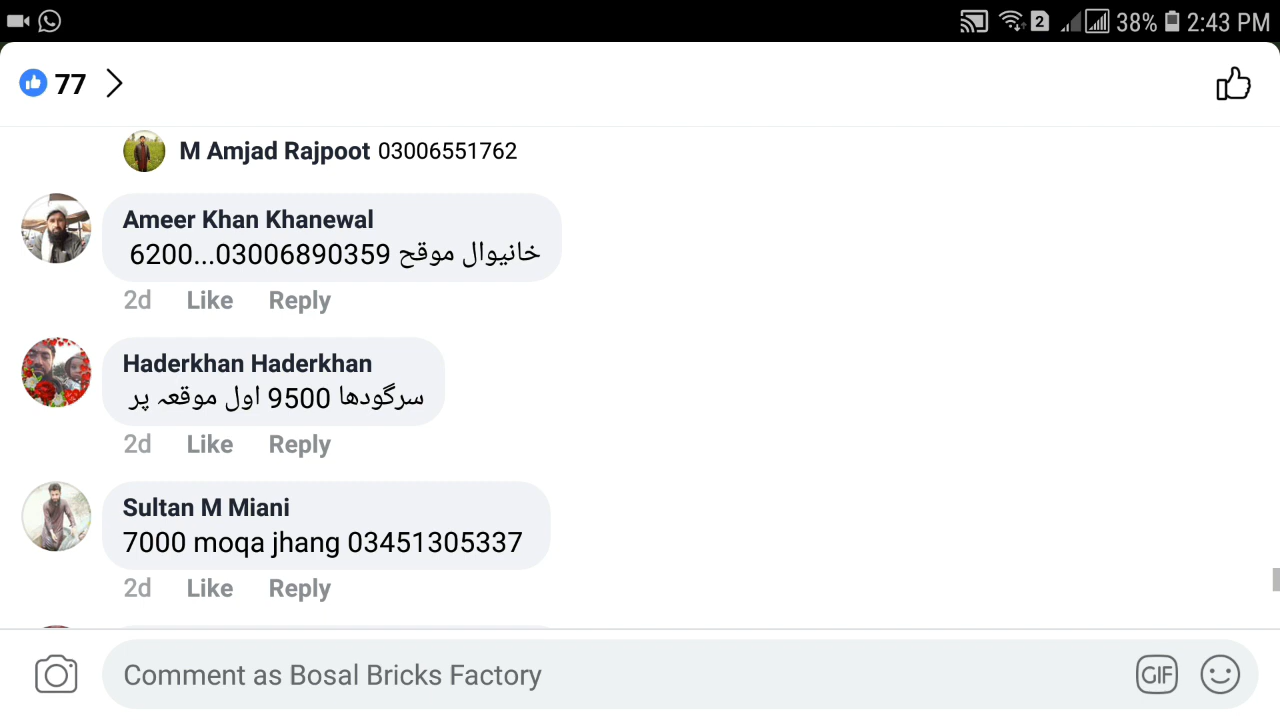 2 38% 2:43 PM
77
M Amjad Rajpoot 03006551762
Ameer Khan Khanewal
خانیوال موقح 03006890359...6200
2d Like Reply
Haderkhan Haderkhan
سرگودھا 9500 اول موقعہ پر
2d Like Reply
Sultan M Miani
7000 moqa jhang 03451305337
2d Like Reply
Comment as Bosal Bricks Factory GIF